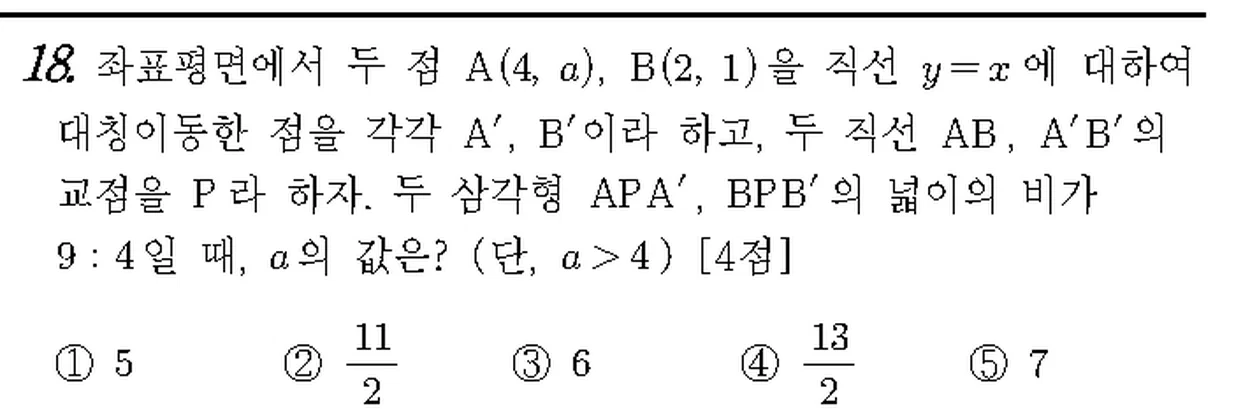 18. 좌표평면에서 두 점 A(4, a), B(2, 1)을 직선 y=x에 대하여
대칭이동한 점을 각각 A′, B′이라 하고, 두 직선 AB, A′B′의
교점을 P라 하자. 두 삼각형 APA′, BPB′의 넓이의 비가
9 : 4일 때, a의 값은? (단, a>4) [4점]
① 5 ② 11/2 ③ 6 ④ 13/2 ⑤ 7